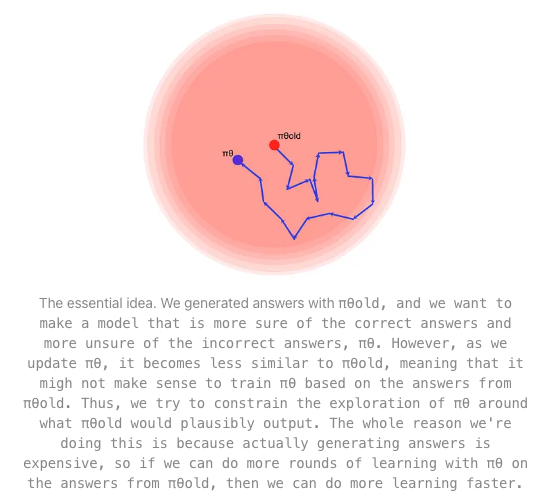 πθold
πθ
The essential idea. We generated answers with πθold, and we want to
make a model that is more sure of the correct answers and
more unsure of the incorrect answers, πθ. However, as we
update πθ, it becomes less similar to πθold, meaning that it
migh not make sense to train πθ based on the answers from
πθold. Thus, we try to constrain the exploration of πθ around
what πθold would plausibly output. The whole reason we're
doing this is because actually generating answers is
expensive, so if we can do more rounds of learning with πθ on
the answers from πθold, then we can do more learning faster.